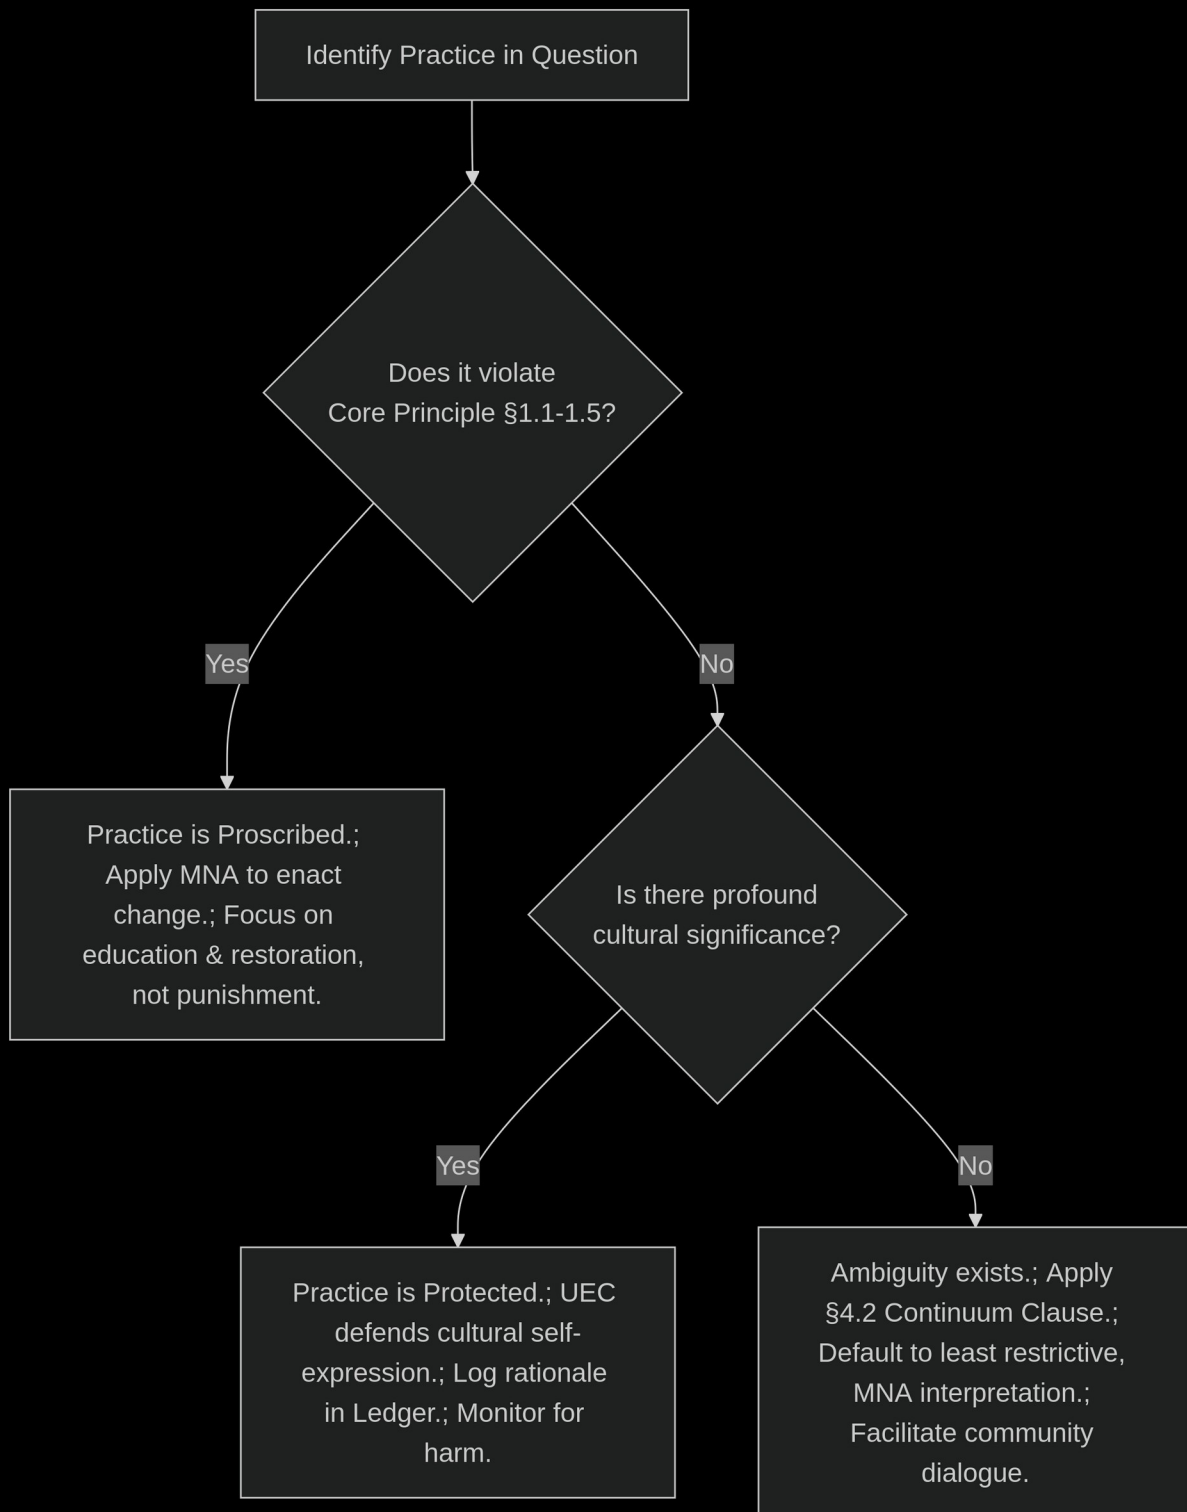 Identify Practice in Question
Does it violate
Core Principle §1.1-1.5?
Yes
No
Practice is Proscribed.;
Apply MNA to enact
change.; Focus on
education & restoration,
not punishment.
Is there profound
cultural significance?
Yes
No
Practice is Protected.; UEC
defends cultural self-
expression.; Log rationale
in Ledger.; Monitor for
harm.
Ambiguity exists.; Apply
§4.2 Continuum Clause.;
Default to least restrictive,
MNA interpretation.;
Facilitate community
dialogue.